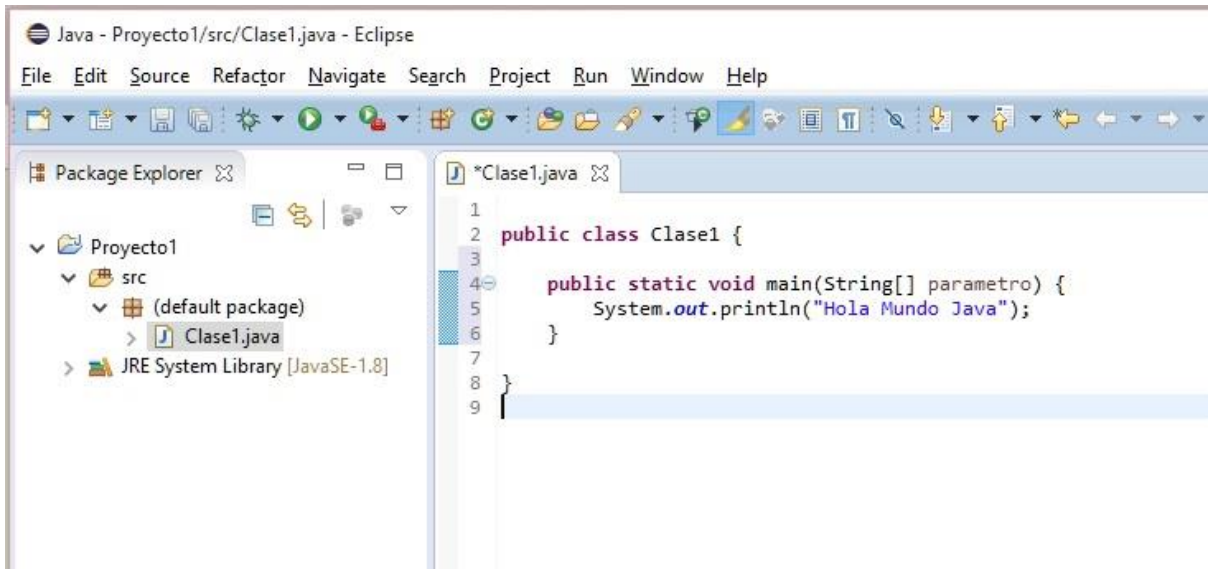 Java - Proyecto1/src/Clase1.java - Eclipse
File Edit Source Refactor Navigate Search Project Run Window Help
Package Explorer
*Clase1.java
Proyecto1
src
(default package)
Clase1.java
JRE System Library [JavaSE-1.8]
1
2 public class Clase1 {
3
4 public static void main(String[] parametro) {
5 System.out.println("Hola Mundo Java");
6 }
7
8 }
9